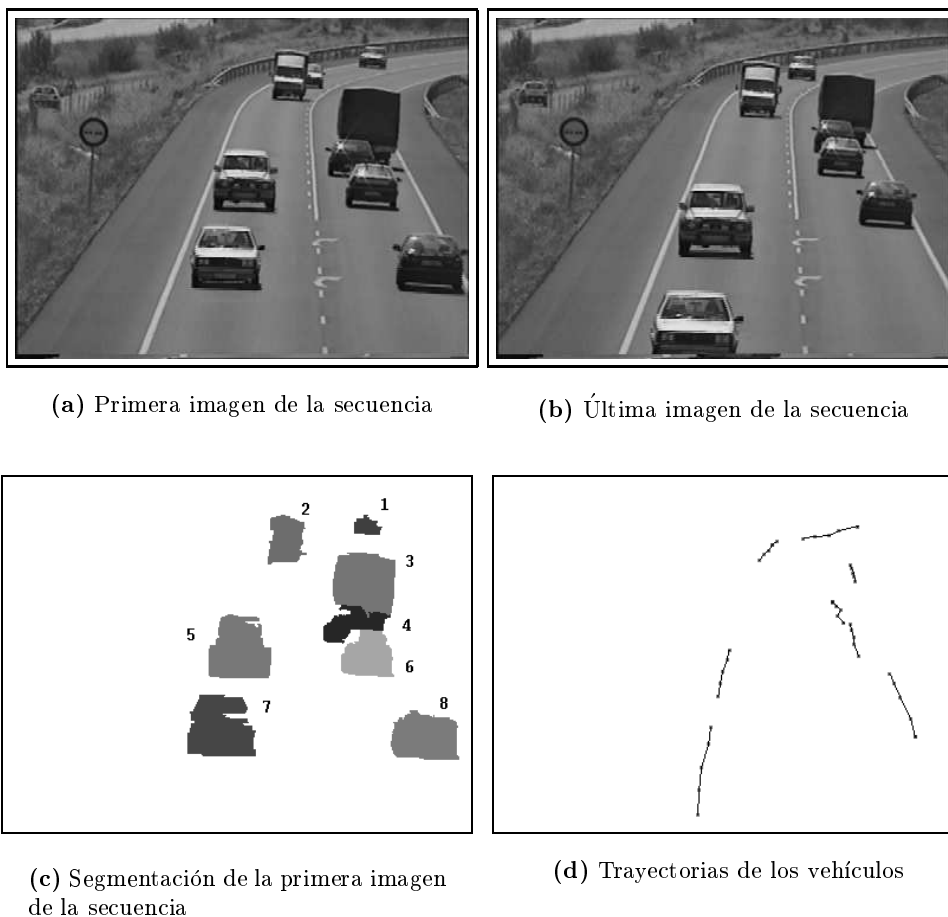 (a) Primera imagen de la secuencia
(b) Última imagen de la secuencia
1
2
3
4
5
6
7
8
(c) Segmentación de la primera imagen
de la secuencia
(d) Trayectorias de los vehículos